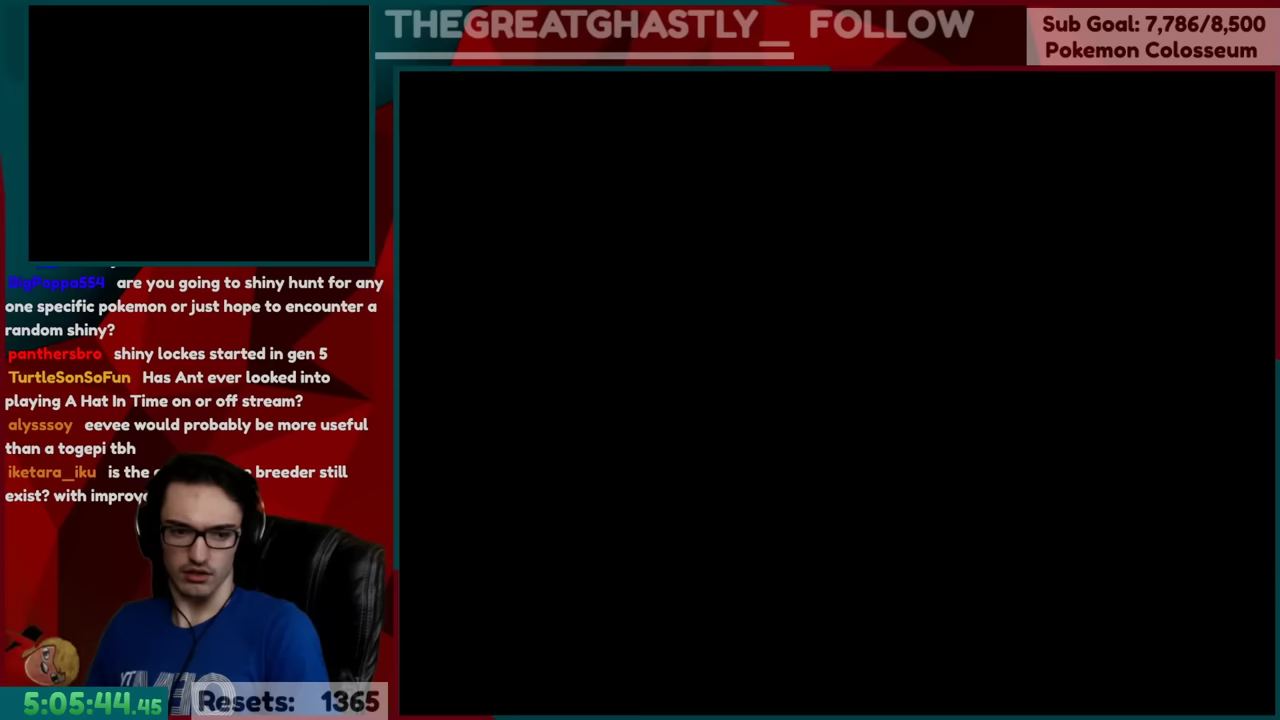 THEGREATGHASTLY_ FOLLOW
Sub Goal: 7,786/8,500
Pokemon Colosseum
BigPoppa554 are you going to shiny hunt for any
one specific pokemon or just hope to encounter a
random shiny?
panthersbro shiny lockes started in gen 5
TurtleSonSoFun Has Ant ever looked into
playing A Hat In Time on or off stream?
alysssoy eevee would probably be more useful
than a togepi tbh
iketara_iku is the breeder still
exist? with
5:05:44.45
Resets: 1365